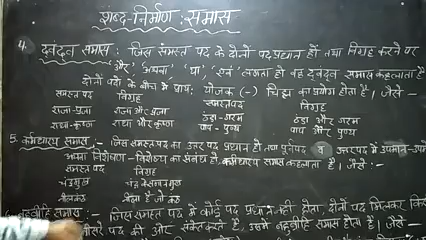 शब्द-निर्माण : समास
4. द्वन्द्व समास : जिस समस्त पद के दोनों पद प्रधान हों तथा विग्रह करने पर
'और', अथवा 'या', एवं लगता हो वह द्वन्द्व समास कहलाता है
दोनों पदों के बीच में प्रायः योजक (-) चिह्न का प्रयोग होता है। जैसे-
समस्त पद विग्रह समस्तपद विग्रह
राजा-प्रजा राजा और प्रजा ठंडा-गरम ठंडा और गरम
राधा-कृष्ण राधा और कृष्ण पाप-पुण्य पाप और पुण्य
5. कर्मधारय समास :- जिस समस्तपद का उत्तर पद प्रधान हो तथा पूर्वपद व उत्तरपद में उपमान-उपमे
अथवा विशेषण-विशेष्य का संबंध हो, कर्मधारय समास कहलाता है। जैसे :-
समस्त पद विग्रह
चंद्रमुख
नीलकंठ नीला है जो कंठ
बहुव्रीहि समास :- जिस समस्त पद में कोई पद प्रधान नहीं होता, दोनों पद मिलकर किस
तीसरे पद की और संकेत करते हैं, उसमें बहुव्रीहि समास होता है। जैसे-